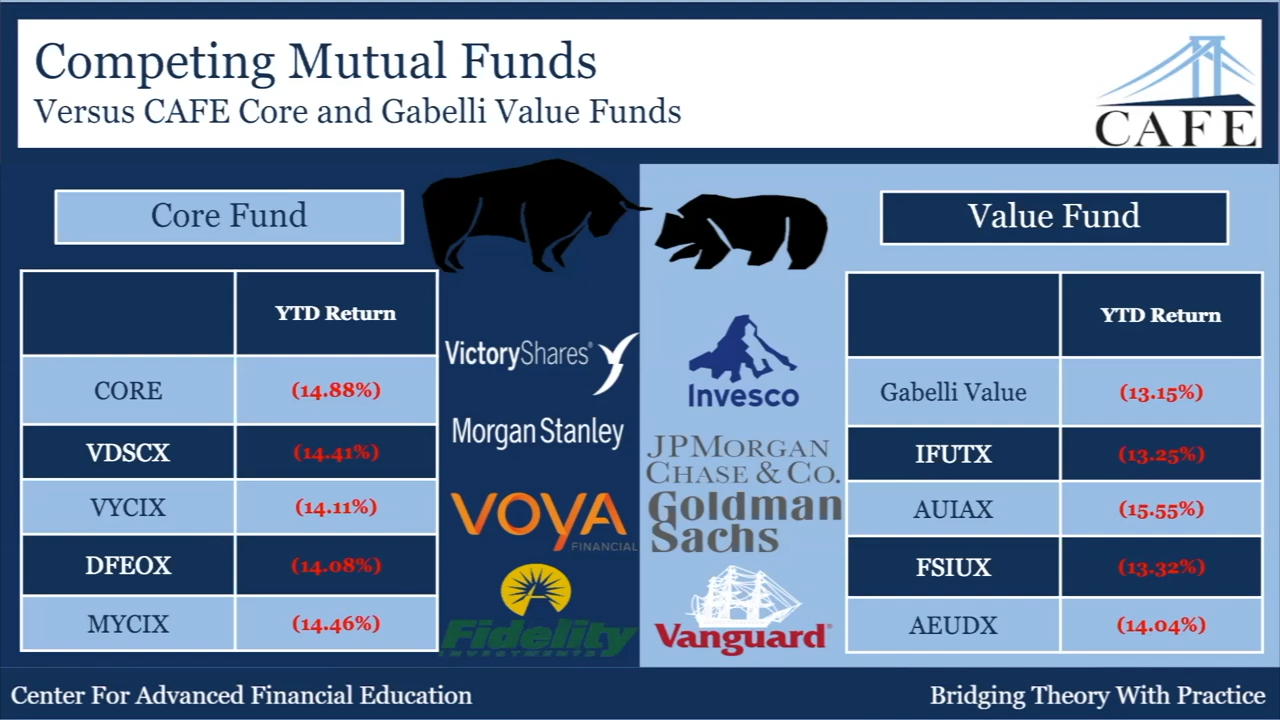 Competing Mutual Funds
Versus CAFE Core and Gabelli Value Funds
CAFE
Core Fund
YTD Return
CORE (14.88%)
VDSCX (14.41%)
VYCIX (14.11%)
DFEOX (14.08%)
MYCIX (14.46%)
VictoryShares®
Morgan Stanley
VOYA
FINANCIAL
Fidelity
INVESTMENTS
Invesco
JPMORGAN
CHASE & CO.
Goldman
Sachs
Vanguard®
Value Fund
YTD Return
Gabelli Value (13.15%)
IFUTX (13.25%)
AUIAX (15.55%)
FSIUX (13.32%)
AEUDX (14.04%)
Center For Advanced Financial Education
Bridging Theory With Practice